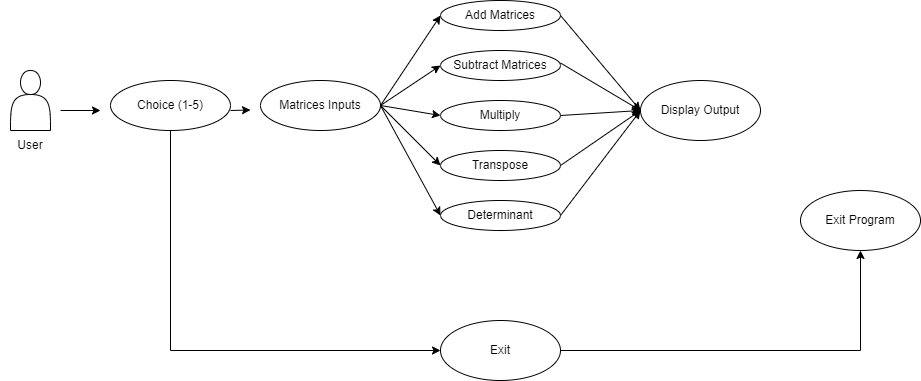 User
Choice (1-5)
Matrices Inputs
Add Matrices
Subtract Matrices
Multiply
Transpose
Determinant
Display Output
Exit Program
Exit